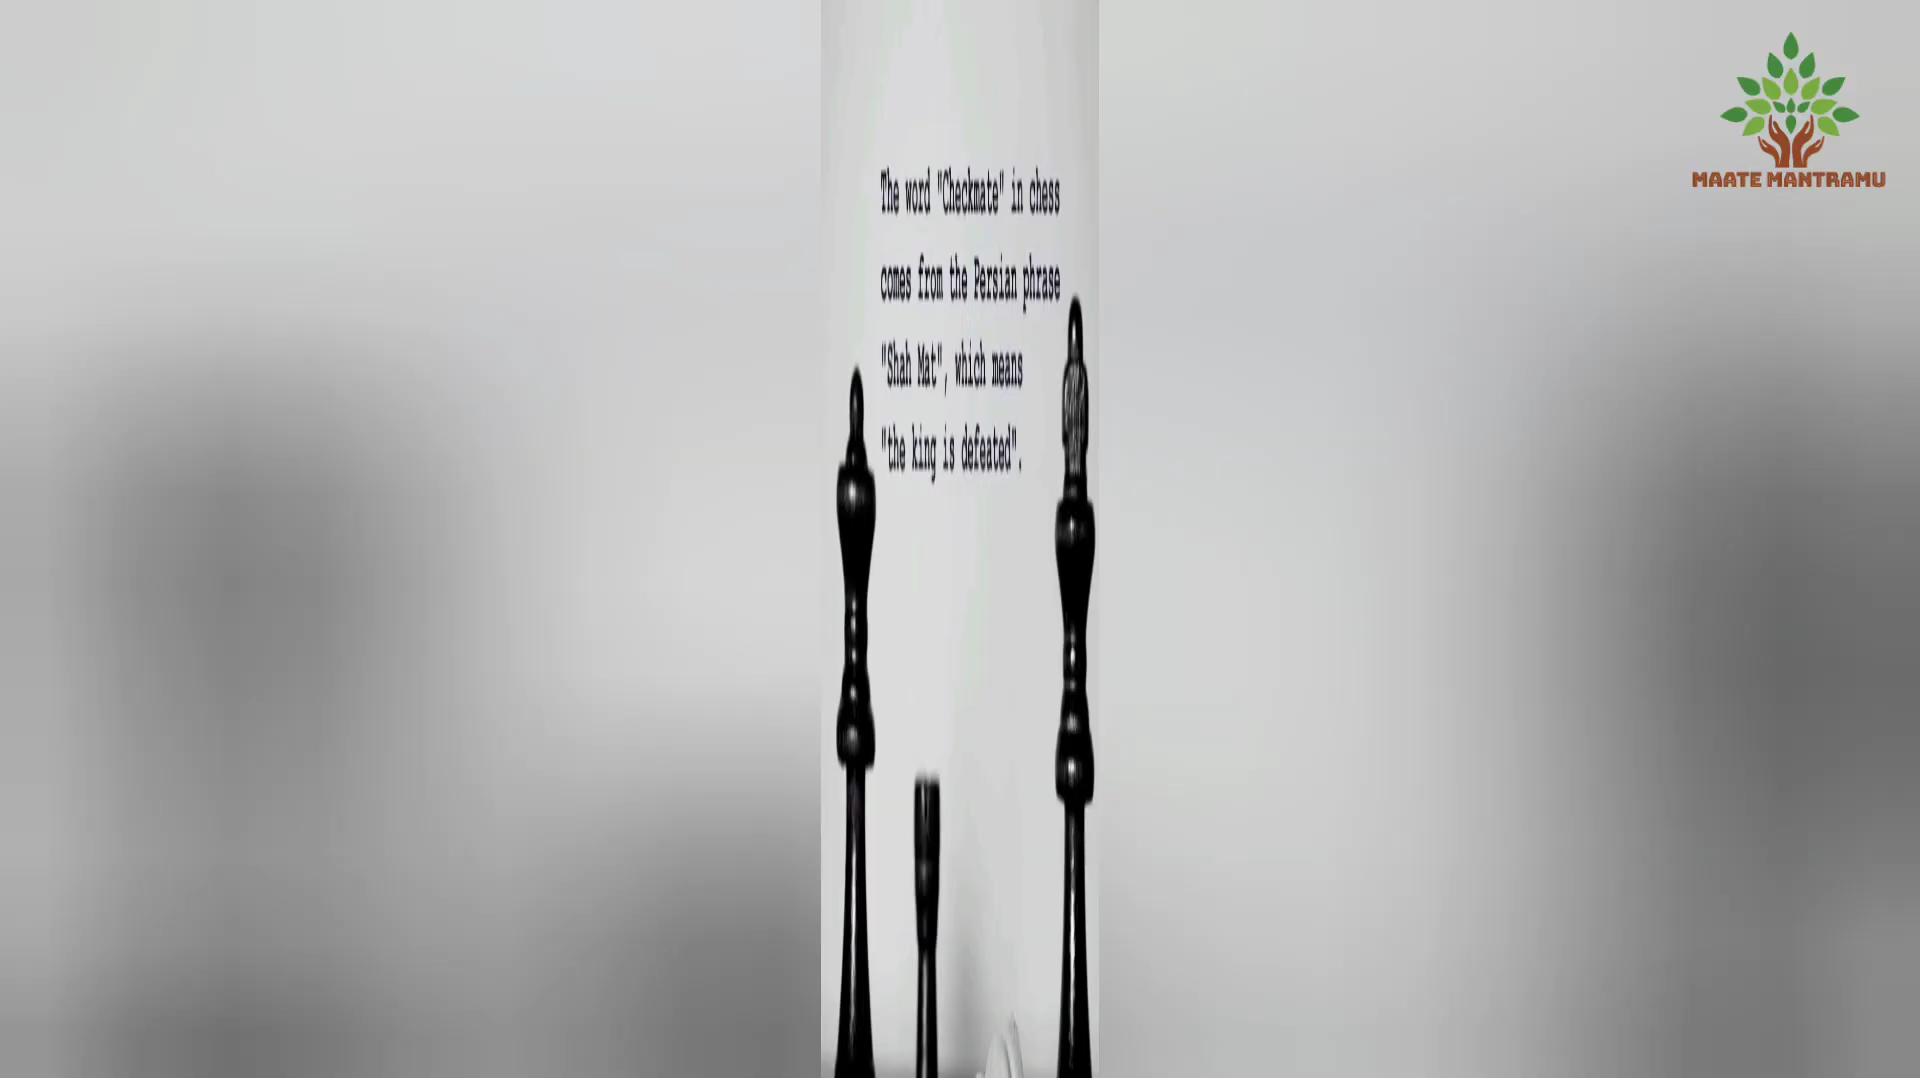 The word "Checkmate" in chess
comes from the Persian phrase
"Shah Mat", which means
"the king is defeated".
MAATE MANTRAMU